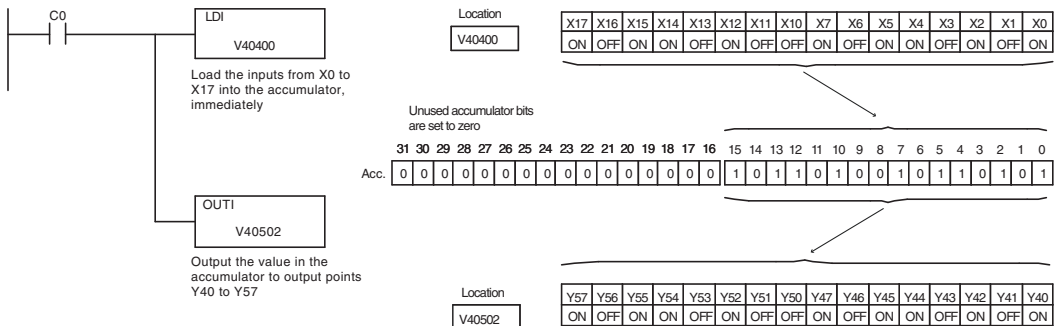 C0
LDI
V40400
Load the inputs from X0 to
X17 into the accumulator,
immediately
Location
V40400
X17 X16 X15 X14 X13 X12 X11 X10 X7 X6 X5 X4 X3 X2 X1 X0
ON OFF ON ON OFF ON OFF OFF ON OFF ON ON OFF ON OFF ON
Unused accumulator bits
are set to zero
31 30 29 28 27 26 25 24 23 22 21 20 19 18 17 16 15 14 13 12 11 10 9 8 7 6 5 4 3 2 1 0
Acc. 0 0 0 0 0 0 0 0 0 0 0 0 0 0 0 0 1 0 1 1 0 1 0 0 1 0 1 1 0 1 0 1
OUTI
V40502
Output the value in the
accumulator to output points
Y40 to Y57
Location
V40502
Y57 Y56 Y55 Y54 Y53 Y52 Y51 Y50 Y47 Y46 Y45 Y44 Y43 Y42 Y41 Y40
ON OFF ON ON OFF ON OFF OFF ON OFF ON ON OFF ON OFF ON